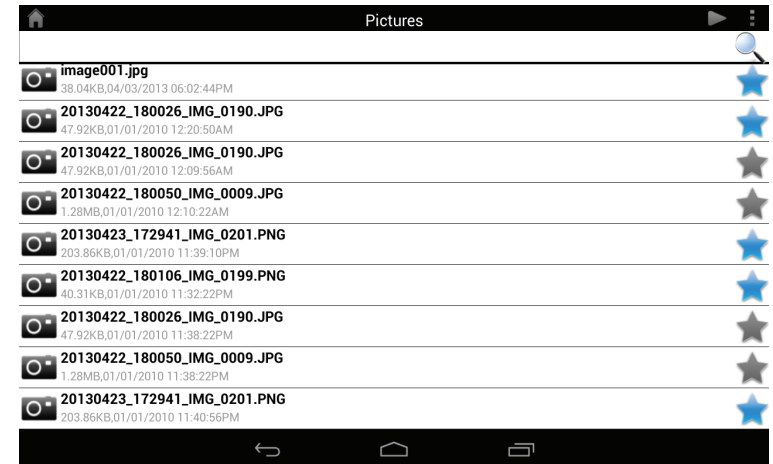 Pictures
image001.jpg
38.04KB,04/03/2013 06:02:44PM
20130422_180026_IMG_0190.JPG
47.92KB,01/01/2010 12:20:50AM
20130422_180026_IMG_0190.JPG
47.92KB,01/01/2010 12:09:56AM
20130422_180050_IMG_0009.JPG
1.28MB,01/01/2010 12:10:22AM
20130423_172941_IMG_0201.PNG
203.86KB,01/01/2010 11:39:10PM
20130422_180106_IMG_0199.PNG
40.31KB,01/01/2010 11:32:22PM
20130422_180026_IMG_0190.JPG
47.92KB,01/01/2010 11:38:22PM
20130422_180050_IMG_0009.JPG
1.28MB,01/01/2010 11:38:22PM
20130423_172941_IMG_0201.PNG
203.86KB,01/01/2010 11:40:56PM